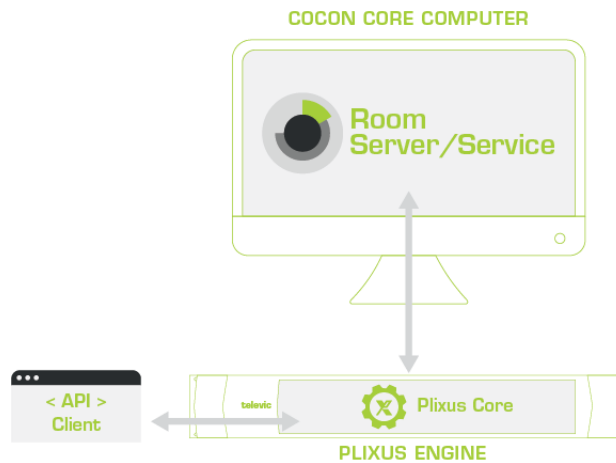 COCON CORE COMPUTER
Room
Server/Service
< API >
Client
televic
Plixus Core
PLIXUS ENGINE